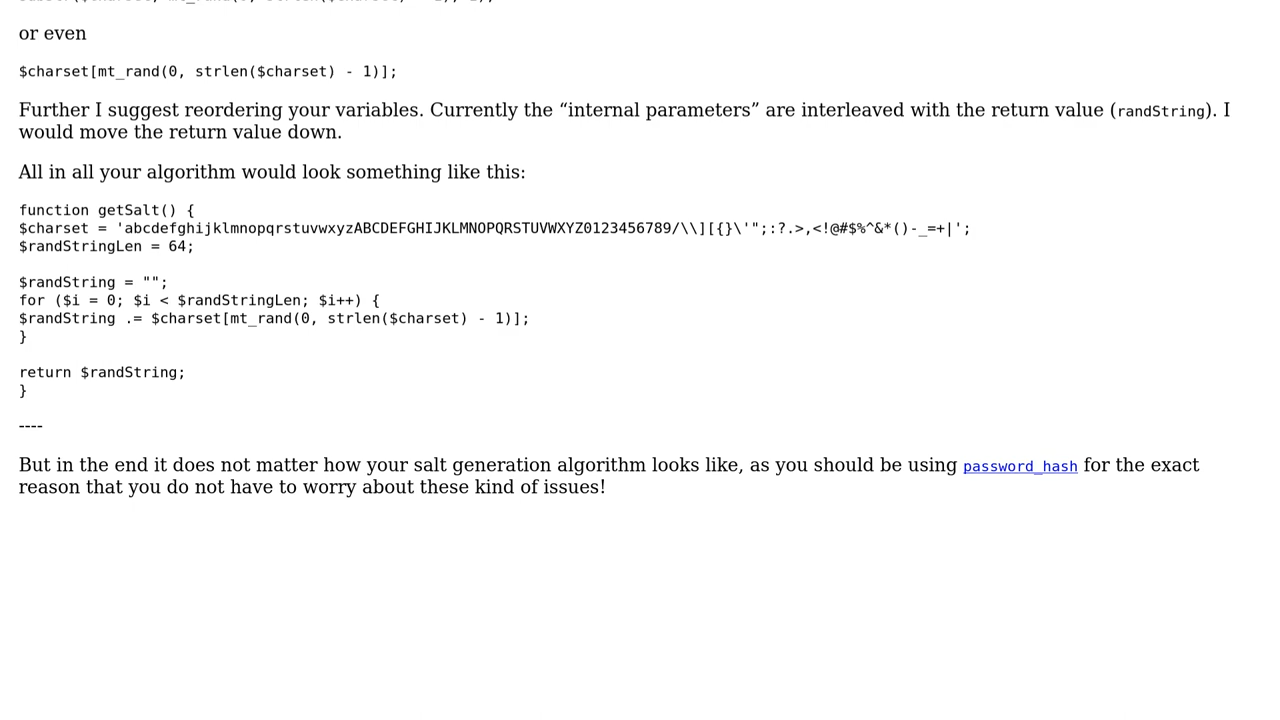 or even
$charset[mt_rand(0, strlen($charset) - 1)];
Further I suggest reordering your variables. Currently the “internal parameters” are interleaved with the return value (randString). I
would move the return value down.
All in all your algorithm would look something like this:
function getSalt() {
$charset = 'abcdefghijklmnopqrstuvwxyzABCDEFGHIJKLMNOPQRSTUVWXYZ0123456789/\\][{}\'";:?.>,<!@#$%^&*()-_=+|';
$randStringLen = 64;
$randString = "";
for ($i = 0; $i < $randStringLen; $i++) {
$randString .= $charset[mt_rand(0, strlen($charset) - 1)];
}
return $randString;
}
----
But in the end it does not matter how your salt generation algorithm looks like, as you should be using password_hash for the exact
reason that you do not have to worry about these kind of issues!